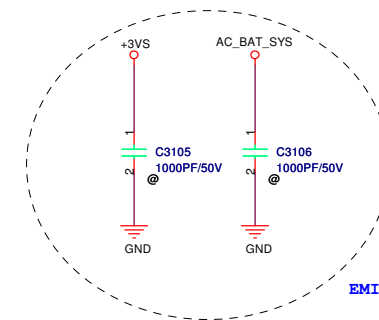 +3VS
AC_BAT_SYS
1
1
C3105
C3106
1000PF/50V
1000PF/50V
2
2
@
@
GND
GND
EMI